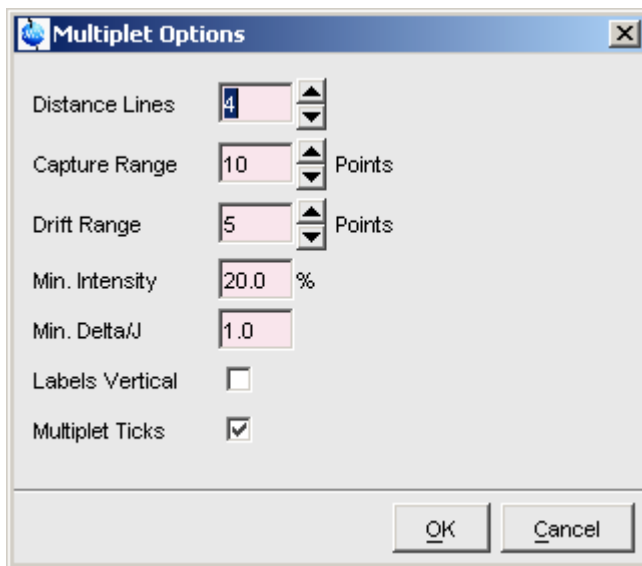 Multiplet Options
Distance Lines 4
Capture Range 10 Points
Drift Range 5 Points
Min. Intensity 20.0 %
Min. Delta/J 1.0
Labels Vertical
Multiplet Ticks
OK Cancel